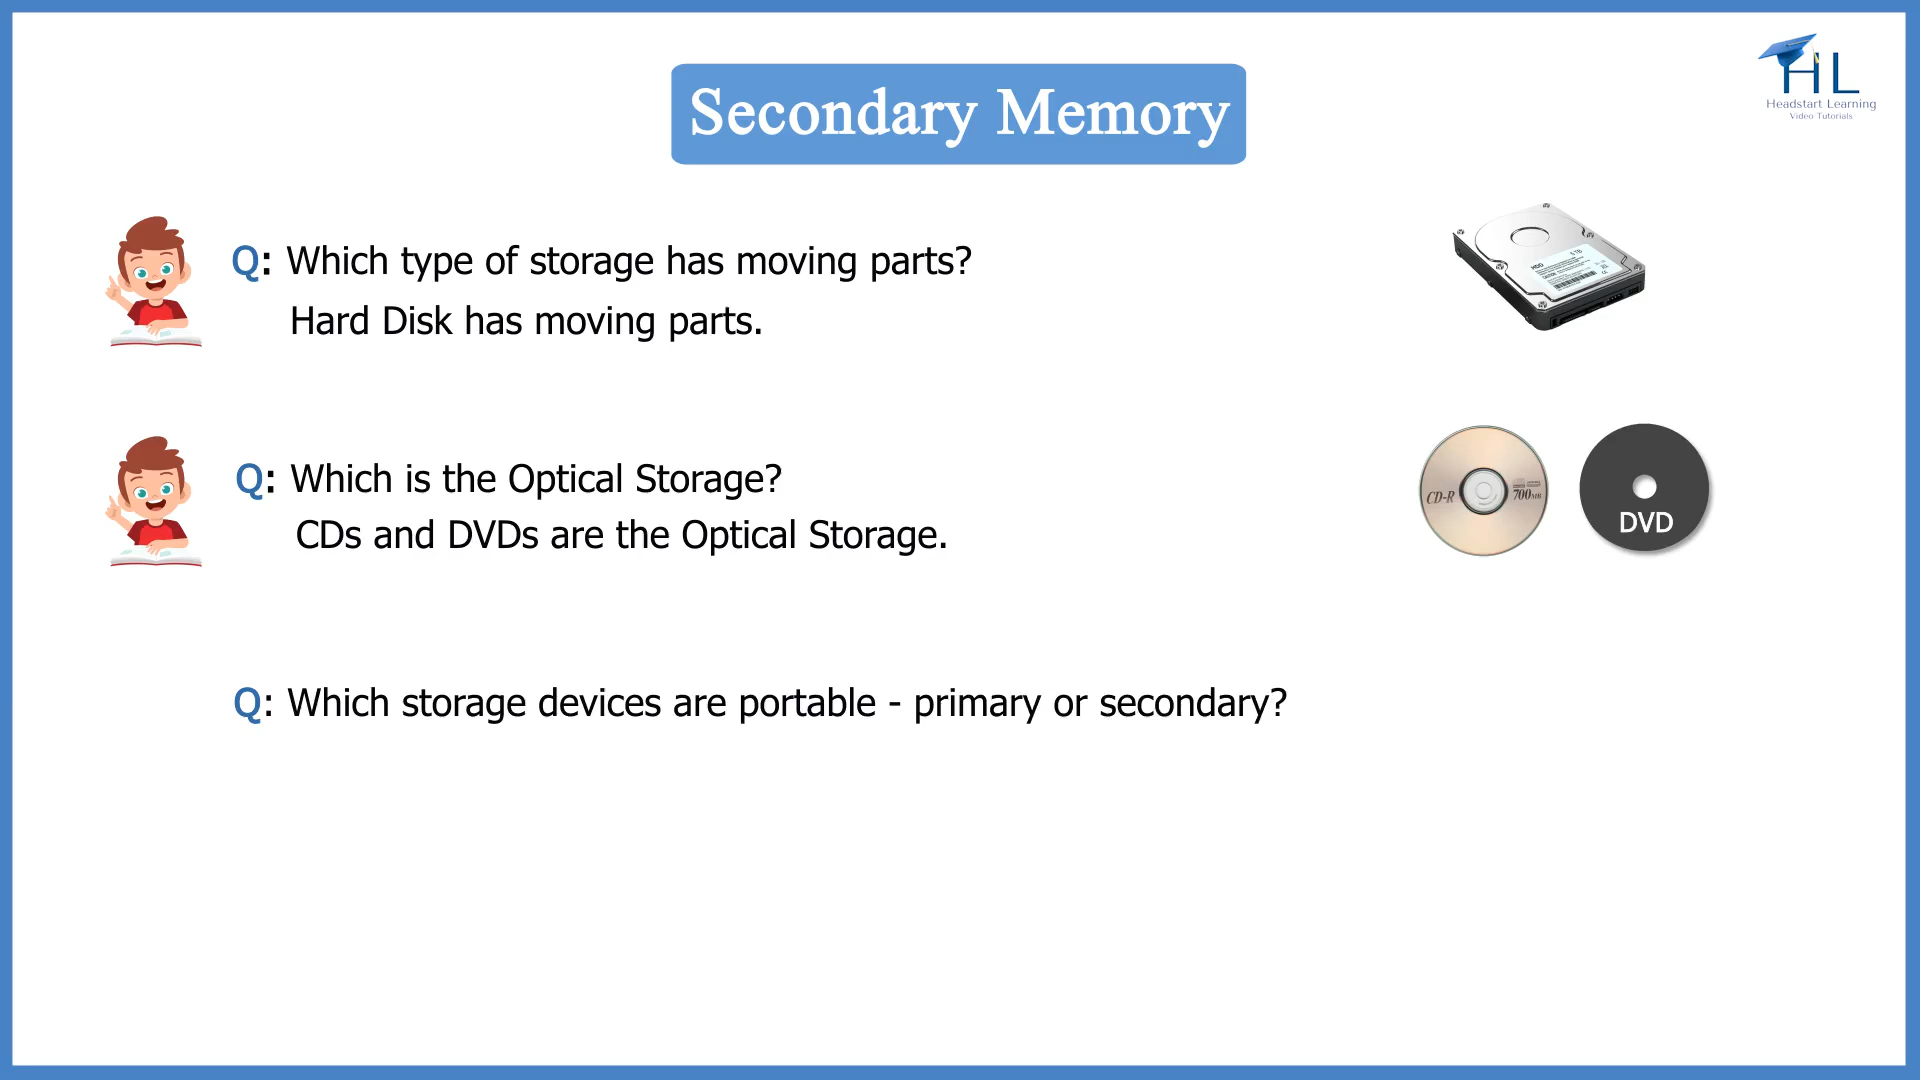 Secondary Memory
HL
Headstart Learning
Video Tutorials
Q: Which type of storage has moving parts?
Hard Disk has moving parts.
HDD
Q: Which is the Optical Storage?
CDs and DVDs are the Optical Storage.
CD-R
700MB
DVD
Q: Which storage devices are portable - primary or secondary?